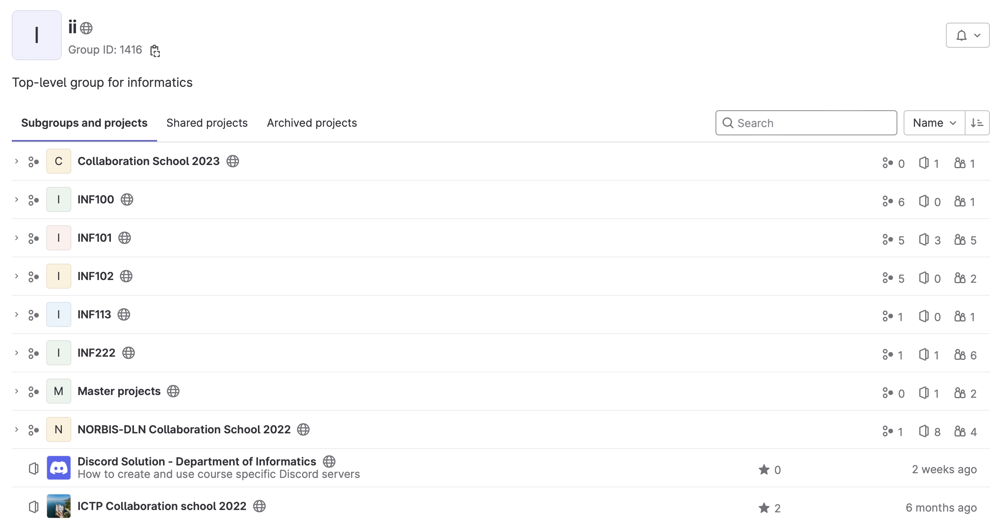 I
ii
Group ID: 1416
Top-level group for informatics
Subgroups and projects Shared projects Archived projects Search Name
C Collaboration School 2023 0 1 1
I INF100 6 0 1
I INF101 5 3 5
I INF102 5 0 2
I INF113 1 0 1
I INF222 1 1 6
M Master projects 0 1 2
N NORBIS-DLN Collaboration School 2022 1 8 4
Discord Solution - Department of Informatics
How to create and use course specific Discord servers 0 2 weeks ago
ICTP Collaboration school 2022 2 6 months ago